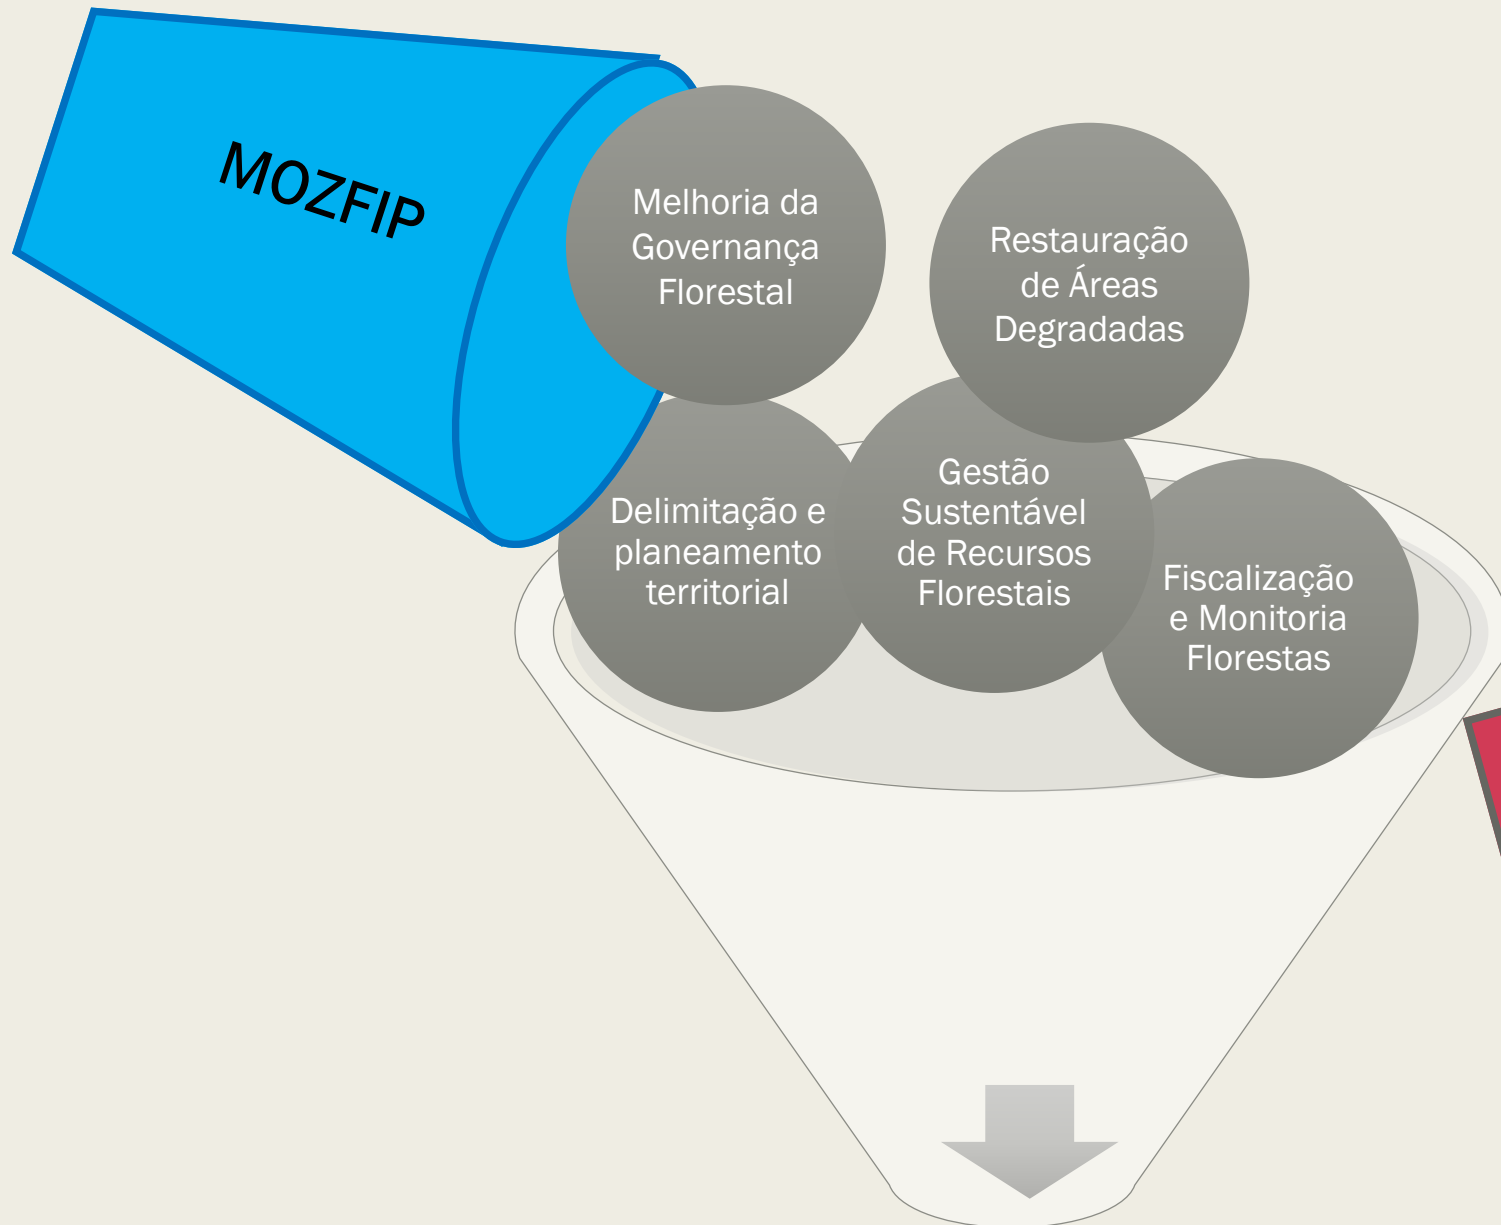 MOZFIP
Melhoria da
Governança
Florestal
Restauração
de Áreas
Degradadas
Delimitação e
planeamento
territorial
Gestão
Sustentável
de Recursos
Florestais
Fiscalização
e Monitoria
Florestas